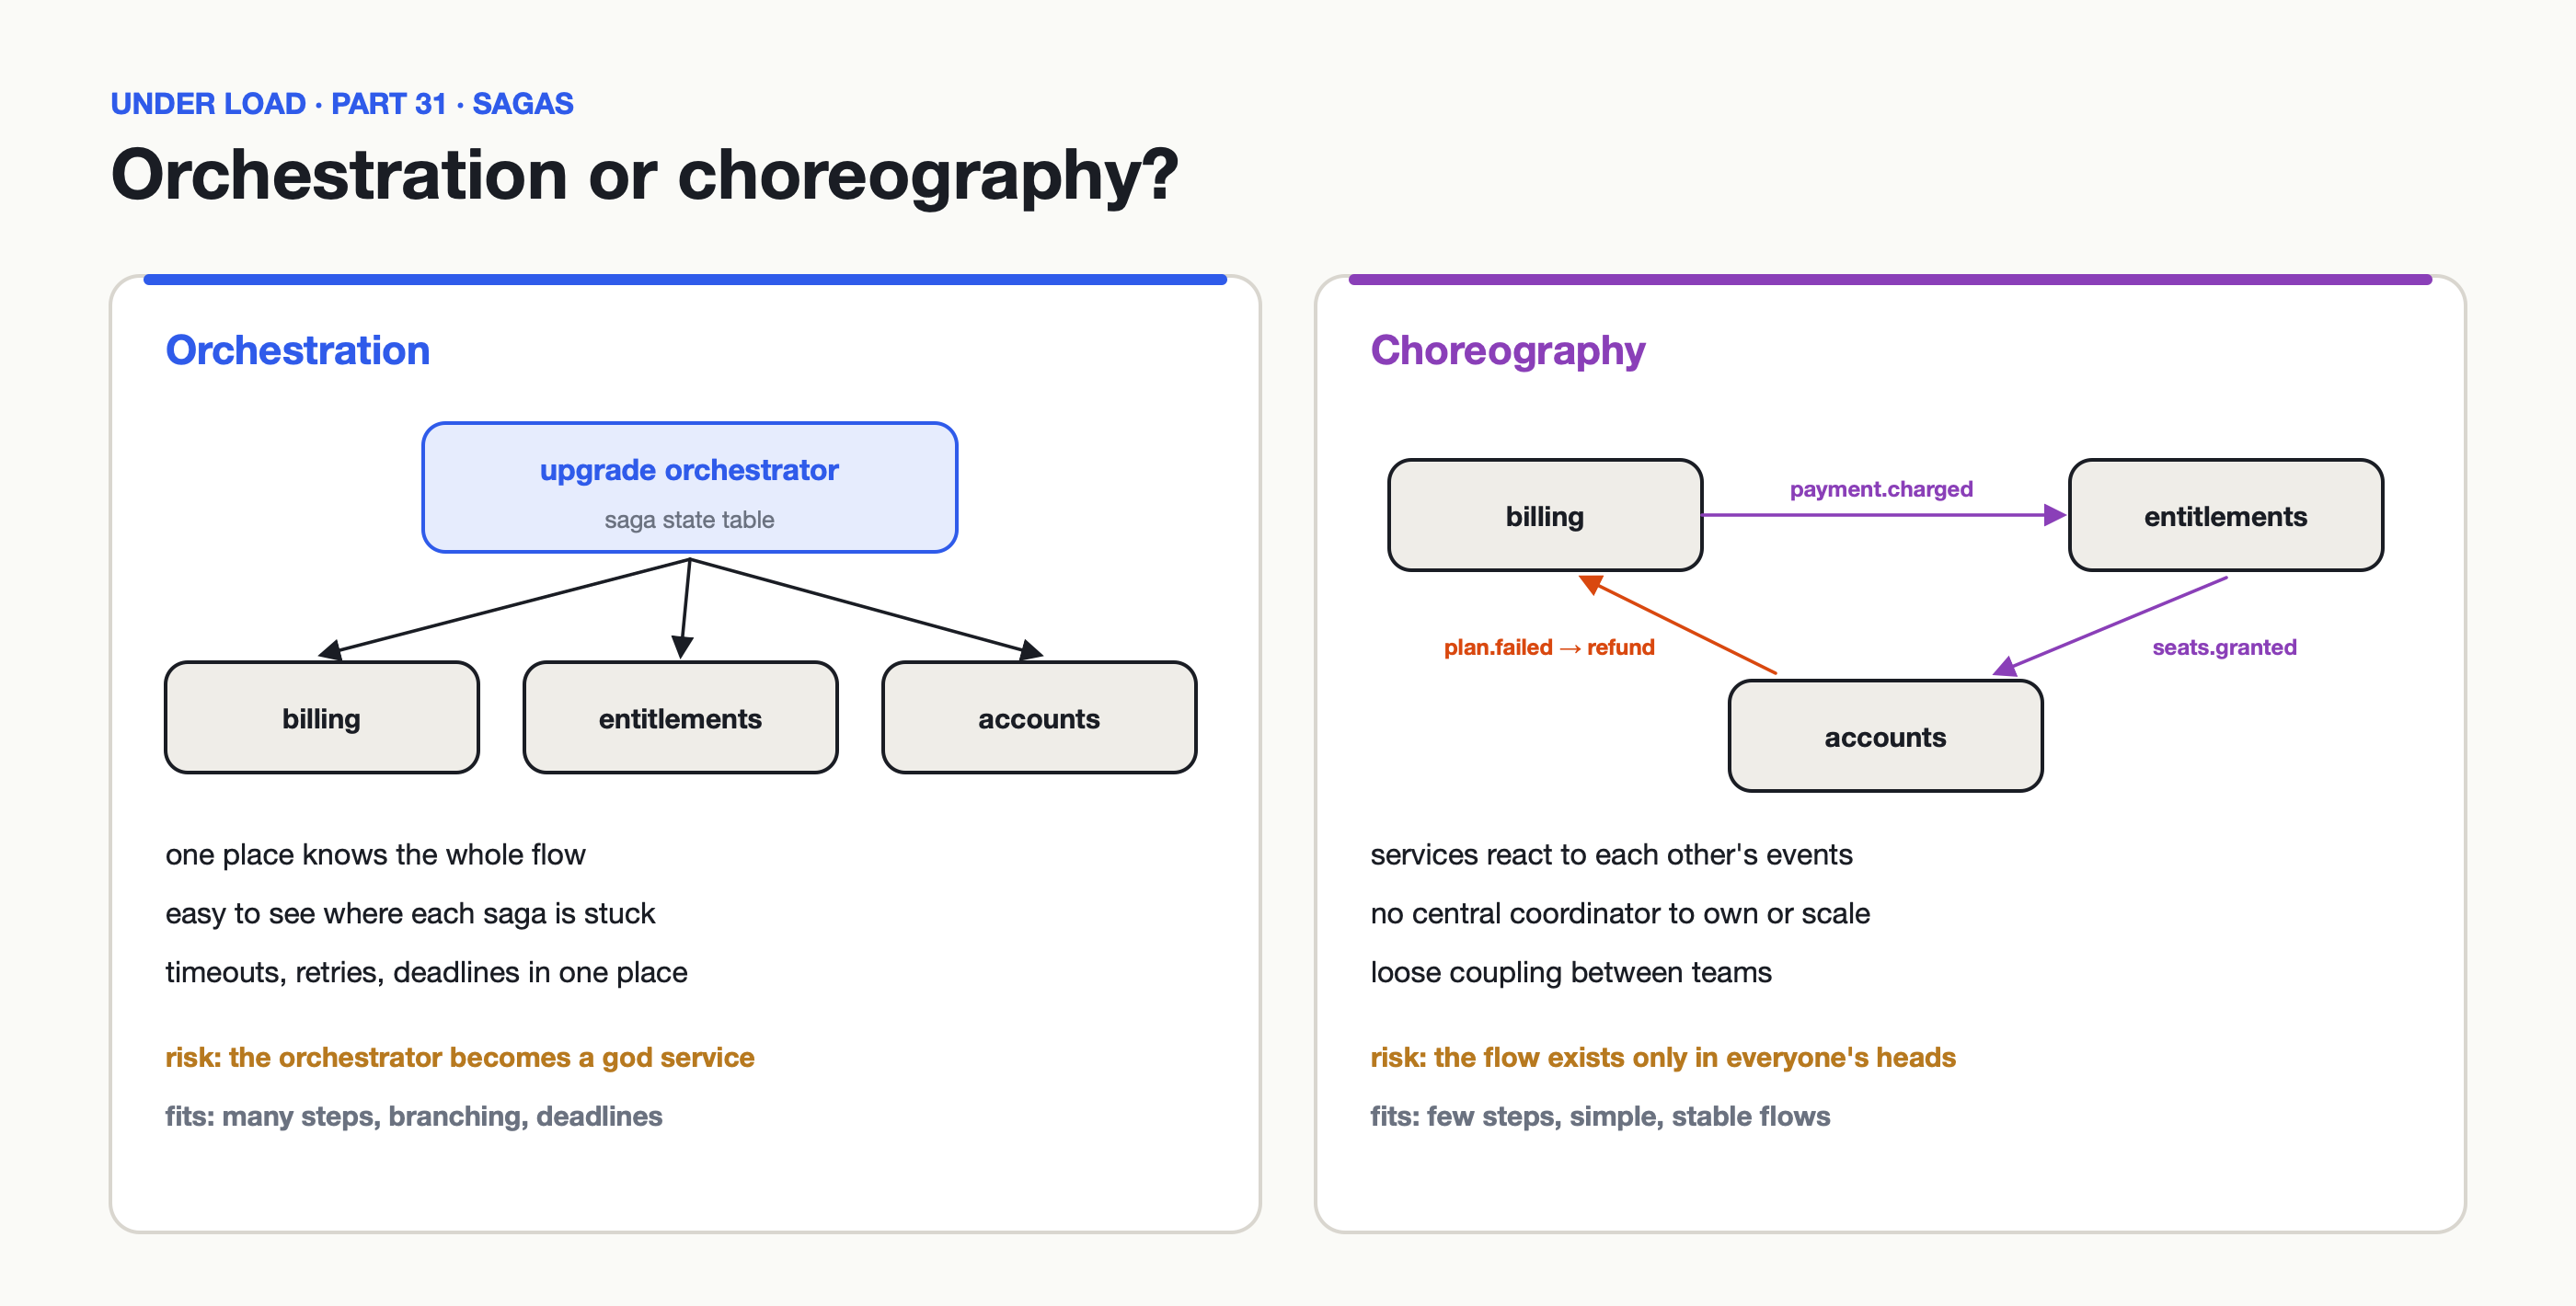 UNDER LOAD · PART 31 · SAGAS
Orchestration or choreography?
Orchestration
upgrade orchestrator
saga state table
billing
entitlements
accounts
one place knows the whole flow
easy to see where each saga is stuck
timeouts, retries, deadlines in one place
risk: the orchestrator becomes a god service
fits: many steps, branching, deadlines
Choreography
billing
payment.charged
entitlements
plan.failed → refund
seats.granted
accounts
services react to each other's events
no central coordinator to own or scale
loose coupling between teams
risk: the flow exists only in everyone's heads
fits: few steps, simple, stable flows